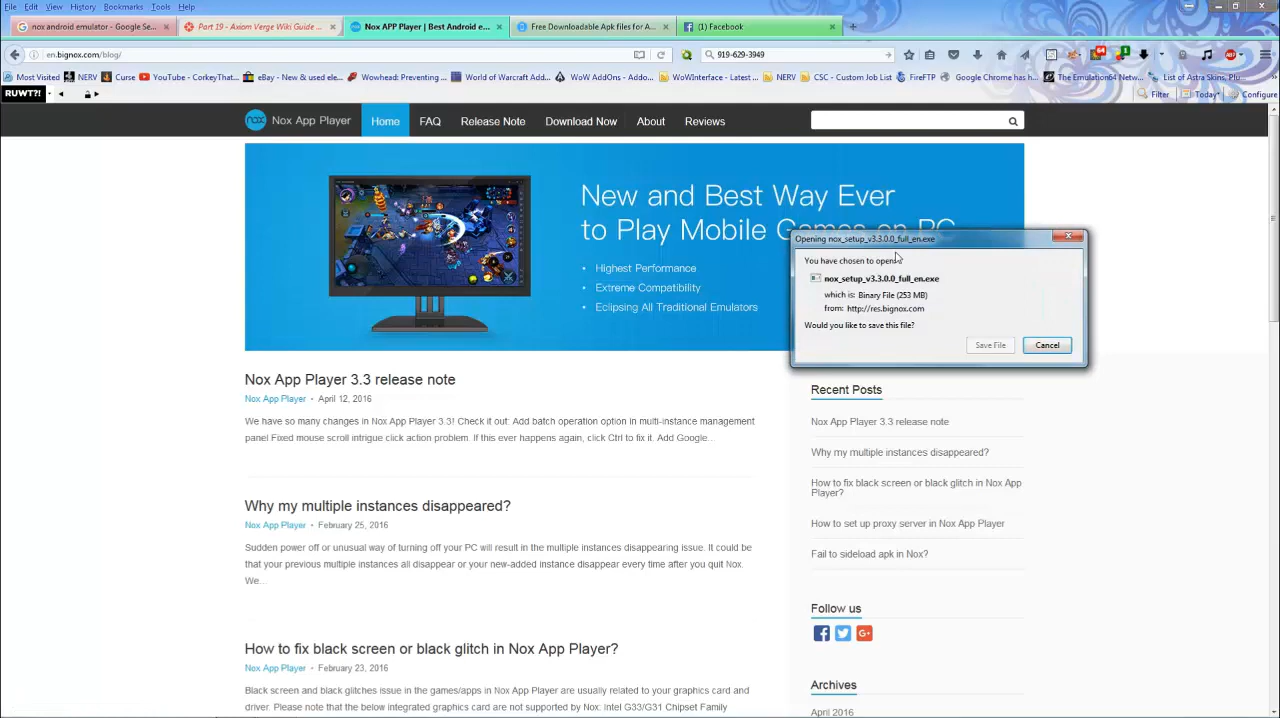 File Edit View History Bookmarks Tools Help
nox android emulator - Google Se...
Part 19 - Axiom Verge Wiki Guide ...
Nox APP Player | Best Android e...
Free Downloadable Apk files for A...
(1) Facebook
en.bignox.com/blog/
919-629-3949
Most Visited NERV Curse YouTube - CorkeyThat... eBay - New & used ele... Wowhead: Preventing ... World of Warcraft Add... WoW AddOns - Addo... WoWInterface - Latest ... NERV CSC - Custom Job List FireFTP Google Chrome has h... The Emulation64 Netw... List of Astra Skins, Plu...
RUWT?! Filter Today* Configure
Nox App Player Home FAQ Release Note Download Now About Reviews
New and Best Way Ever
to Play Mobile Games on PC
Highest Performance
Extreme Compatibility
Eclipsing All Traditional Emulators
Opening nox_setup_v3.3.0.0_full_en.exe
You have chosen to open:
nox_setup_v3.3.0.0_full_en.exe
which is: Binary File (253 MB)
from: http://res.bignox.com
Would you like to save this file?
Save File Cancel
Nox App Player 3.3 release note
Nox App Player • April 12, 2016
We have so many changes in Nox App Player 3.3! Check it out: Add batch operation option in multi-instance management
panel Fixed mouse scroll intrigue click action problem. If this ever happens again, click Ctrl to fix it. Add Google...
Why my multiple instances disappeared?
Nox App Player • February 25, 2016
Sudden power off or unusual way of turning off your PC will result in the multiple instances disappearing issue. It could be
that your previous multiple instances all disappear or your new-added instance disappear every time after you quit Nox.
We...
How to fix black screen or black glitch in Nox App Player?
Nox App Player • February 23, 2016
Black screen and black glitches issue in the games/apps in Nox App Player are usually related to your graphics card and
driver. Please note that the below integrated graphics card are not supported by Nox: Intel G33/G31 Chipset Family
Recent Posts
Nox App Player 3.3 release note
Why my multiple instances disappeared?
How to fix black screen or black glitch in Nox App
Player?
How to set up proxy server in Nox App Player
Fail to sideload apk in Nox?
Follow us
Archives
April 2016